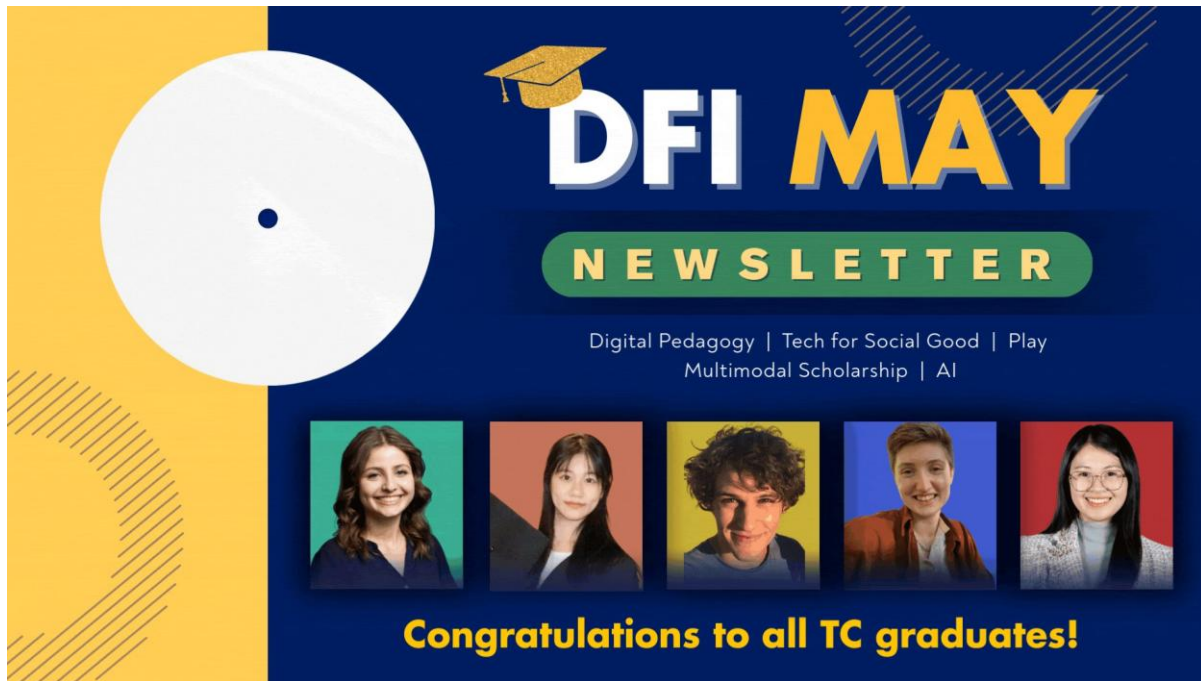 DFI MAY
NEWSLETTER
Digital Pedagogy | Tech for Social Good | Play
Multimodal Scholarship | AI
Congratulations to all TC graduates!